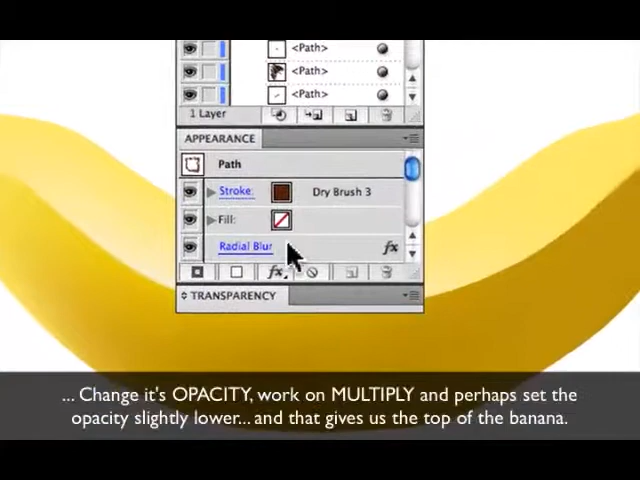 <Path>
<Path>
<Path>
1 Layer
APPEARANCE
Path
Stroke: Dry Brush 3
Fill:
Radial Blur fx
fx
TRANSPARENCY
... Change it's OPACITY, work on MULTIPLY and perhaps set the
opacity slightly lower... and that gives us the top of the banana.